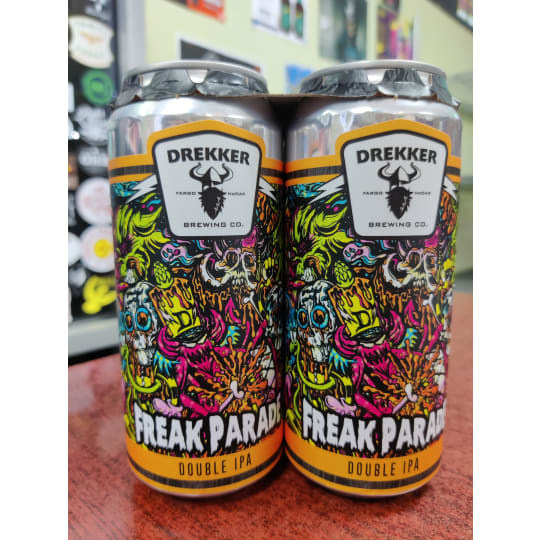 DREKKER
FARGO NODAK
BREWING CO.
FREAK PARAD
DOUBLE IPA
DREKKER
FARGO NODAK
BREWING CO.
FREAK PARAD
DOUBLE IPA